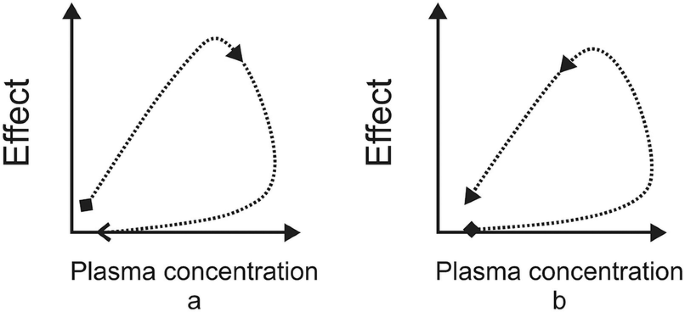 Effect
Plasma concentration
a
Effect
Plasma concentration
b